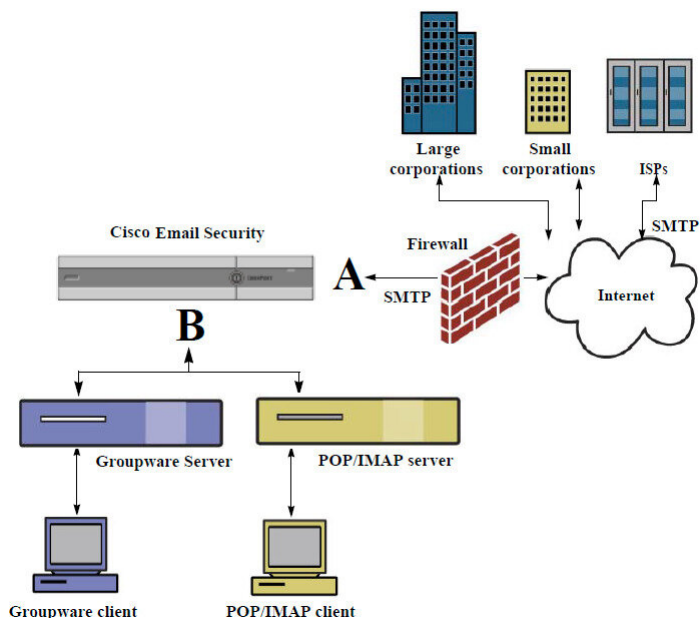 Large
corporations
Small
corporations
ISPs
SMTP
Cisco Email Security
Firewall
A
SMTP
Internet
B
Groupware Server
POP/IMAP server
Groupware client
POP/IMAP client